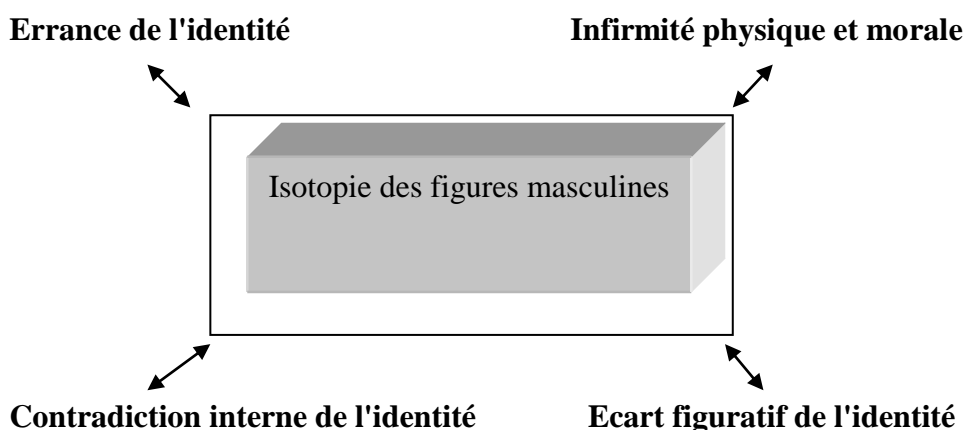 Errance de l'identité
Infirmité physique et morale
Isotopie des figures masculines
Contradiction interne de l'identité
Ecart figuratif de l'identité